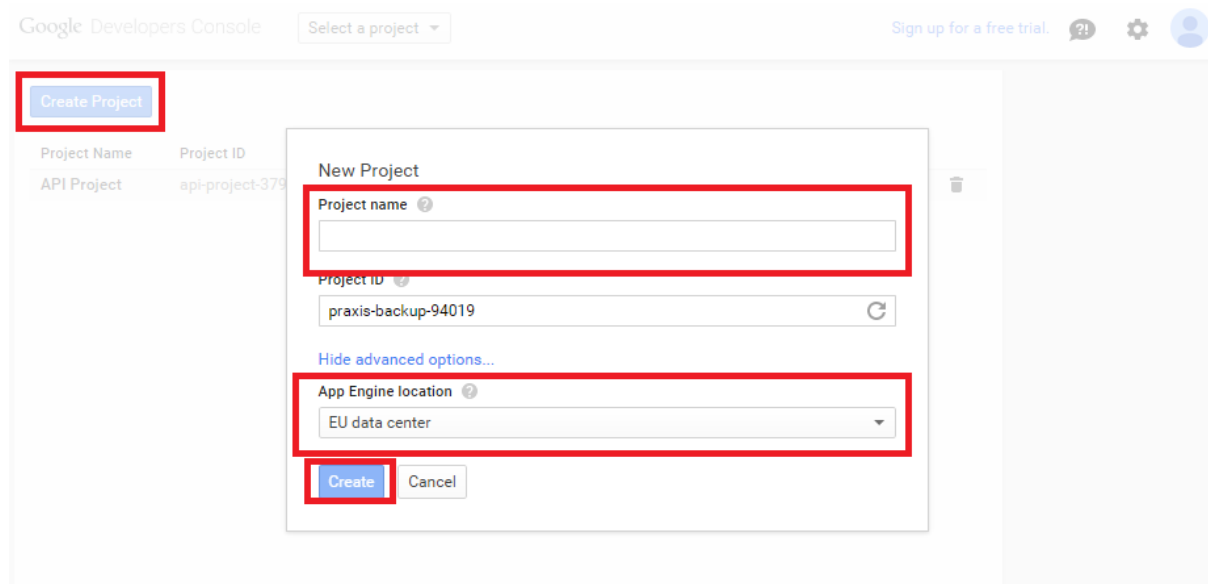 Google Developers Console Select a project Sign up for a free trial. ?!
Create Project
Project Name Project ID
API Project api-project-379
New Project
Project name ?
Project ID ?
praxis-backup-94019
Hide advanced options...
App Engine location ?
EU data center
Create Cancel